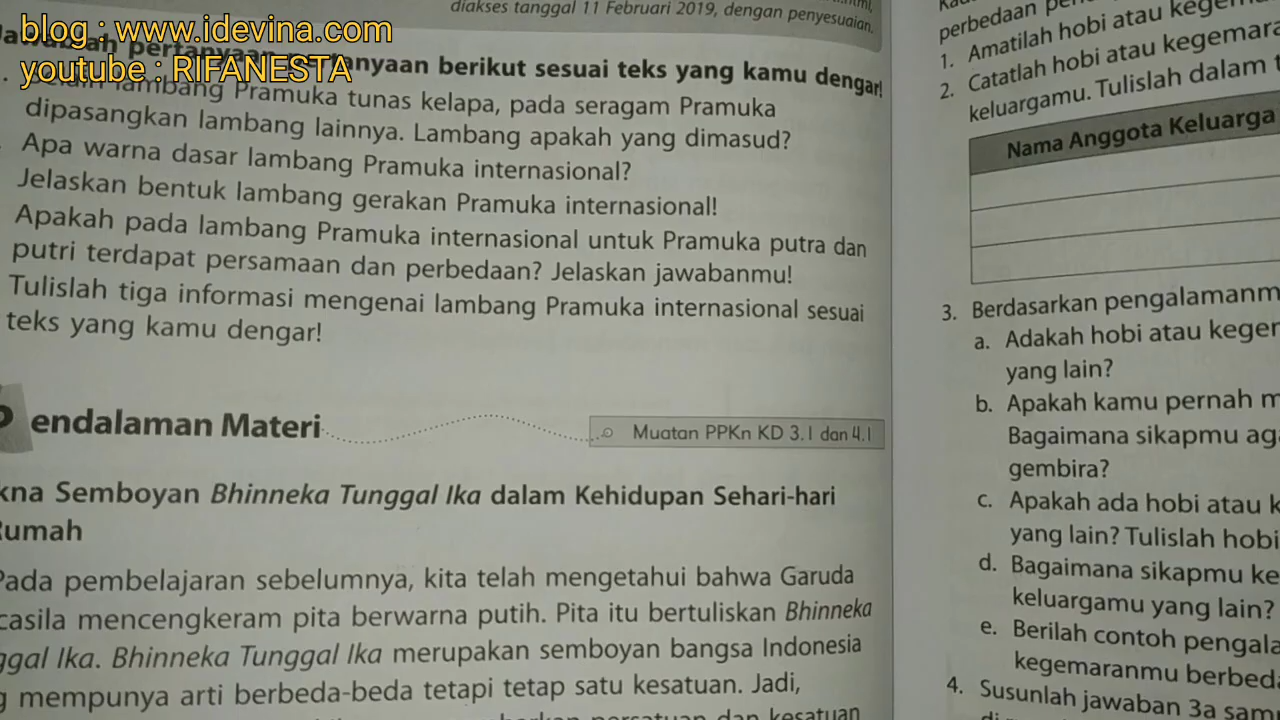 blog : www.idevina.com
youtube : RIFANESTA
diakses tanggal 11 Februari 2019, dengan penyesuaian.
berikut sesuai teks yang kamu dengar!
lambang Pramuka tunas kelapa, pada seragam Pramuka
dipasangkan lambang lainnya. Lambang apakah yang dimasud?
Apa warna dasar lambang Pramuka internasional?
Jelaskan bentuk lambang gerakan Pramuka internasional!
Apakah pada lambang Pramuka internasional untuk Pramuka putra dan
putri terdapat persamaan dan perbedaan? Jelaskan jawabanmu!
Tulislah tiga informasi mengenai lambang Pramuka internasional sesuai
teks yang kamu dengar!
endalaman Materi
Muatan PPKn KD 3.1 dan 4.1
kna Semboyan Bhinneka Tunggal Ika dalam Kehidupan Sehari-hari
Rumah
Pada pembelajaran sebelumnya, kita telah mengetahui bahwa Garuda
casila mencengkeram pita berwarna putih. Pita itu bertuliskan Bhinneka
ggal Ika. Bhinneka Tunggal Ika merupakan semboyan bangsa Indonesia
g mempunya arti berbeda-beda tetapi tetap satu kesatuan. Jadi,
persatuan dan kesatuan
perbedaan
1. Amatilah hobi atau
2. Catatlah hobi atau kegemara
keluargamu. Tulislah dalam t
Nama Anggota Keluarga
3. Berdasarkan pengalamanm
a. Adakah hobi atau keger
yang lain?
b. Apakah kamu pernah m
Bagaimana sikapmu aga
gembira?
c. Apakah ada hobi atau k
yang lain? Tulislah hobi
d. Bagaimana sikapmu ke
keluargamu yang lain?
e. Berilah contoh pengala
kegemaranmu berbeda
4. Susunlah jawaban 3a samp